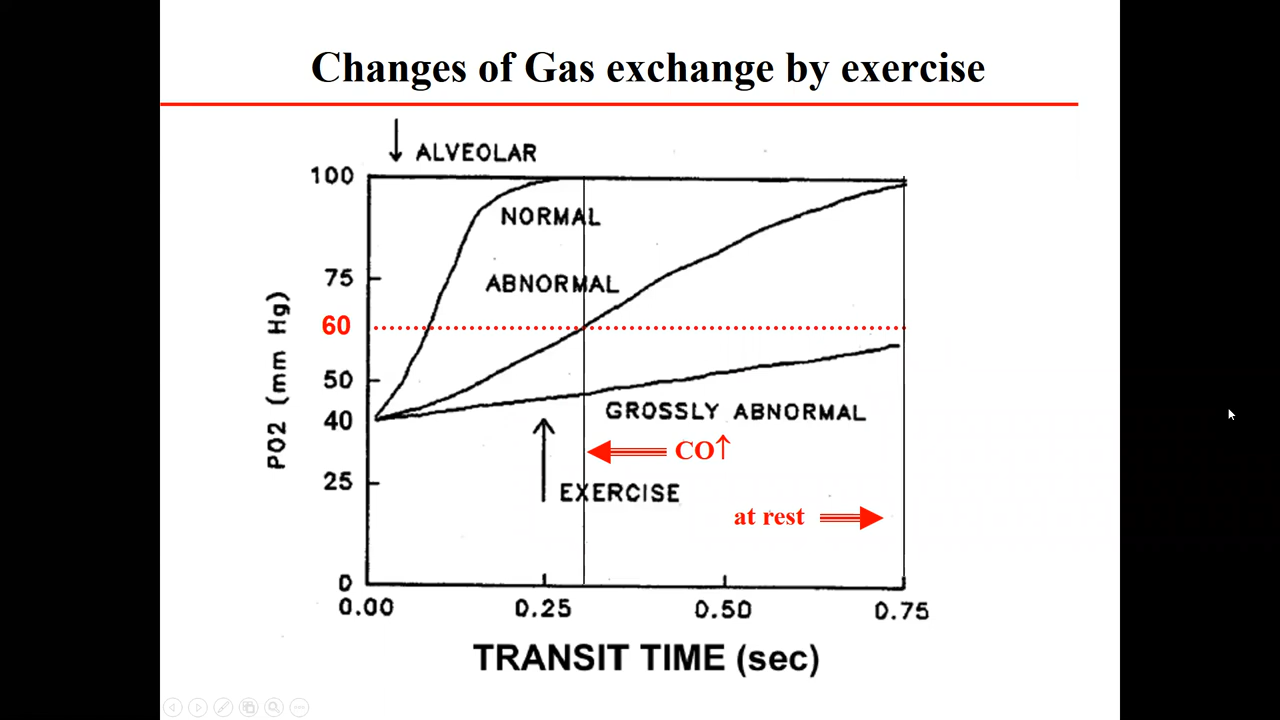 Changes of Gas exchange by exercise
↓ ALVEOLAR
100
NORMAL
75
ABNORMAL
60
50
GROSSLY ABNORMAL
40
CO↑
25
EXERCISE
at rest
0
0.00 0.25 0.50 0.75
PO2 (mm Hg)
TRANSIT TIME (sec)